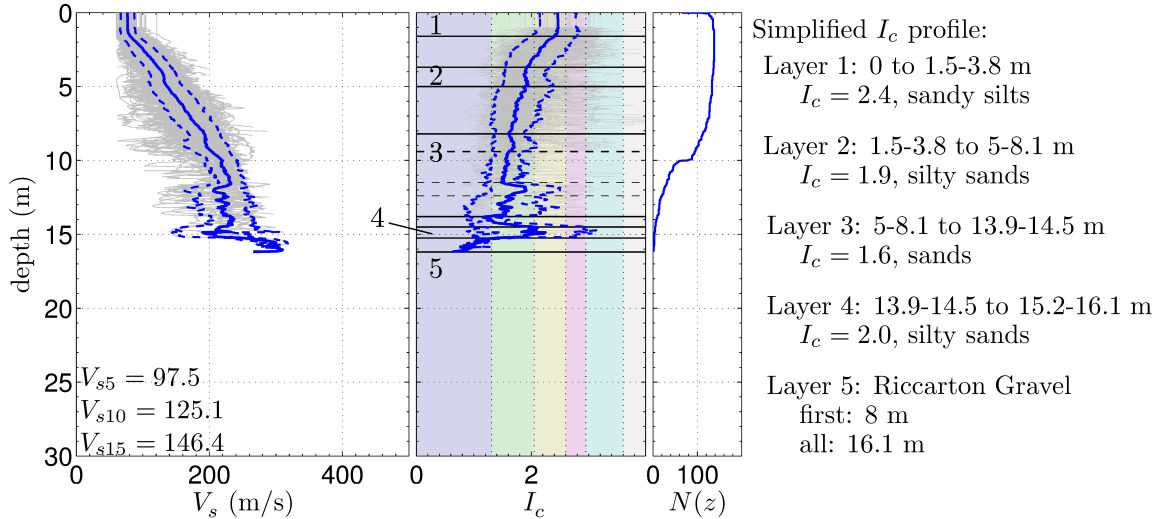 0
5
10
15
20
25
30
depth (m)
V_{s5} = 97.5
V_{s10} = 125.1
V_{s15} = 146.4
0 200 400
V_s (m/s)
1
2
3
4
5
0 2
I_c
0 100
N(z)
Simplified I_c profile:
Layer 1: 0 to 1.5-3.8 m
I_c = 2.4, sandy silts
Layer 2: 1.5-3.8 to 5-8.1 m
I_c = 1.9, silty sands
Layer 3: 5-8.1 to 13.9-14.5 m
I_c = 1.6, sands
Layer 4: 13.9-14.5 to 15.2-16.1 m
I_c = 2.0, silty sands
Layer 5: Riccarton Gravel
first: 8 m
all: 16.1 m